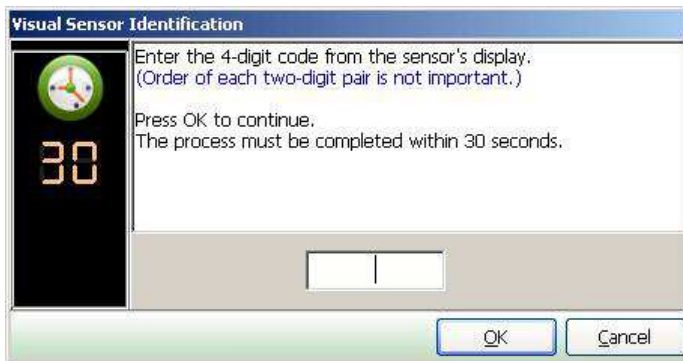 Visual Sensor Identification
Enter the 4-digit code from the sensor's display.
(Order of each two-digit pair is not important.)
Press OK to continue.
The process must be completed within 30 seconds.
30
OK
Cancel